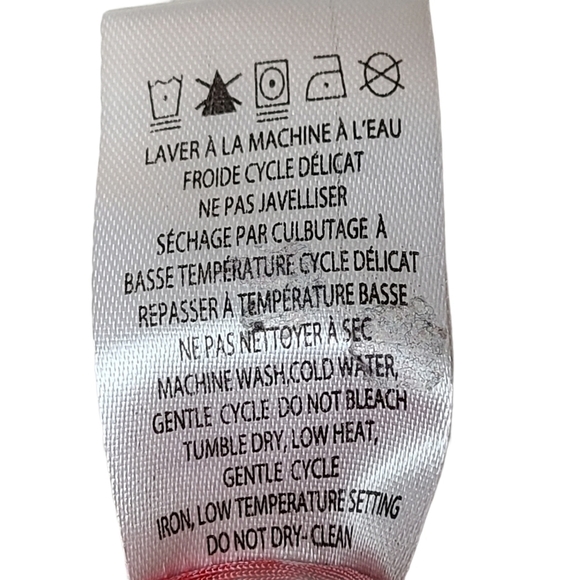 LAVER À LA MACHINE À L'EAU
FROIDE CYCLE DÉLICAT
NE PAS JAVELLISER
SÉCHAGE PAR CULBUTAGE À
BASSE TEMPÉRATURE CYCLE DÉLICAT
REPASSER À TEMPÉRATURE BASSE
NE PAS NETTOYER À SEC
MACHINE WASH,COLD WATER,
GENTLE CYCLE DO NOT BLEACH
TUMBLE DRY, LOW HEAT,
GENTLE CYCLE
IRON, LOW TEMPERATURE SETTING
DO NOT DRY-CLEAN